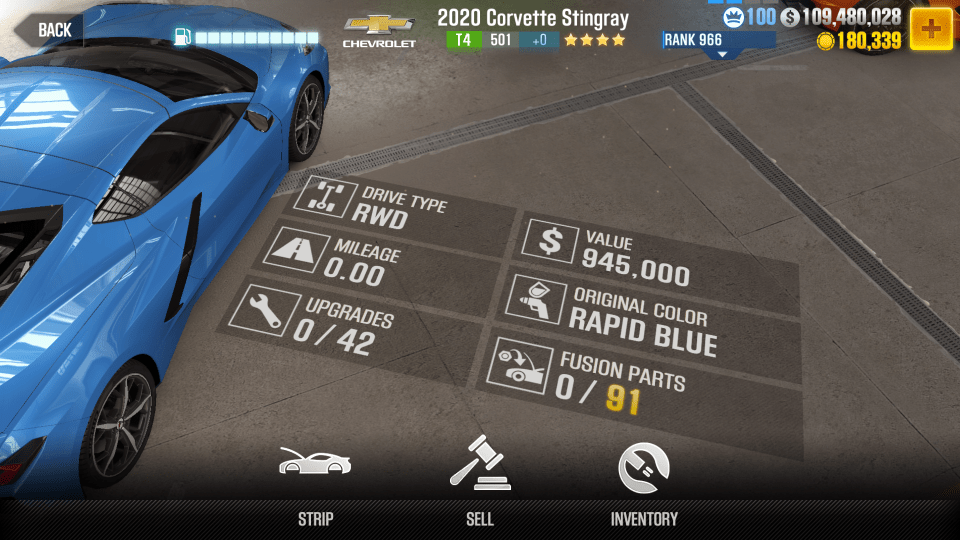 BACK
CHEVROLET
2020 Corvette Stingray
T4 501 +0
100
$ 109,480,028
RANK 966
180,339
DRIVE TYPE
RWD
MILEAGE
0.00
UPGRADES
0 / 42
$ VALUE
945,000
ORIGINAL COLOR
RAPID BLUE
FUSION PARTS
0 / 91
STRIP
SELL
INVENTORY